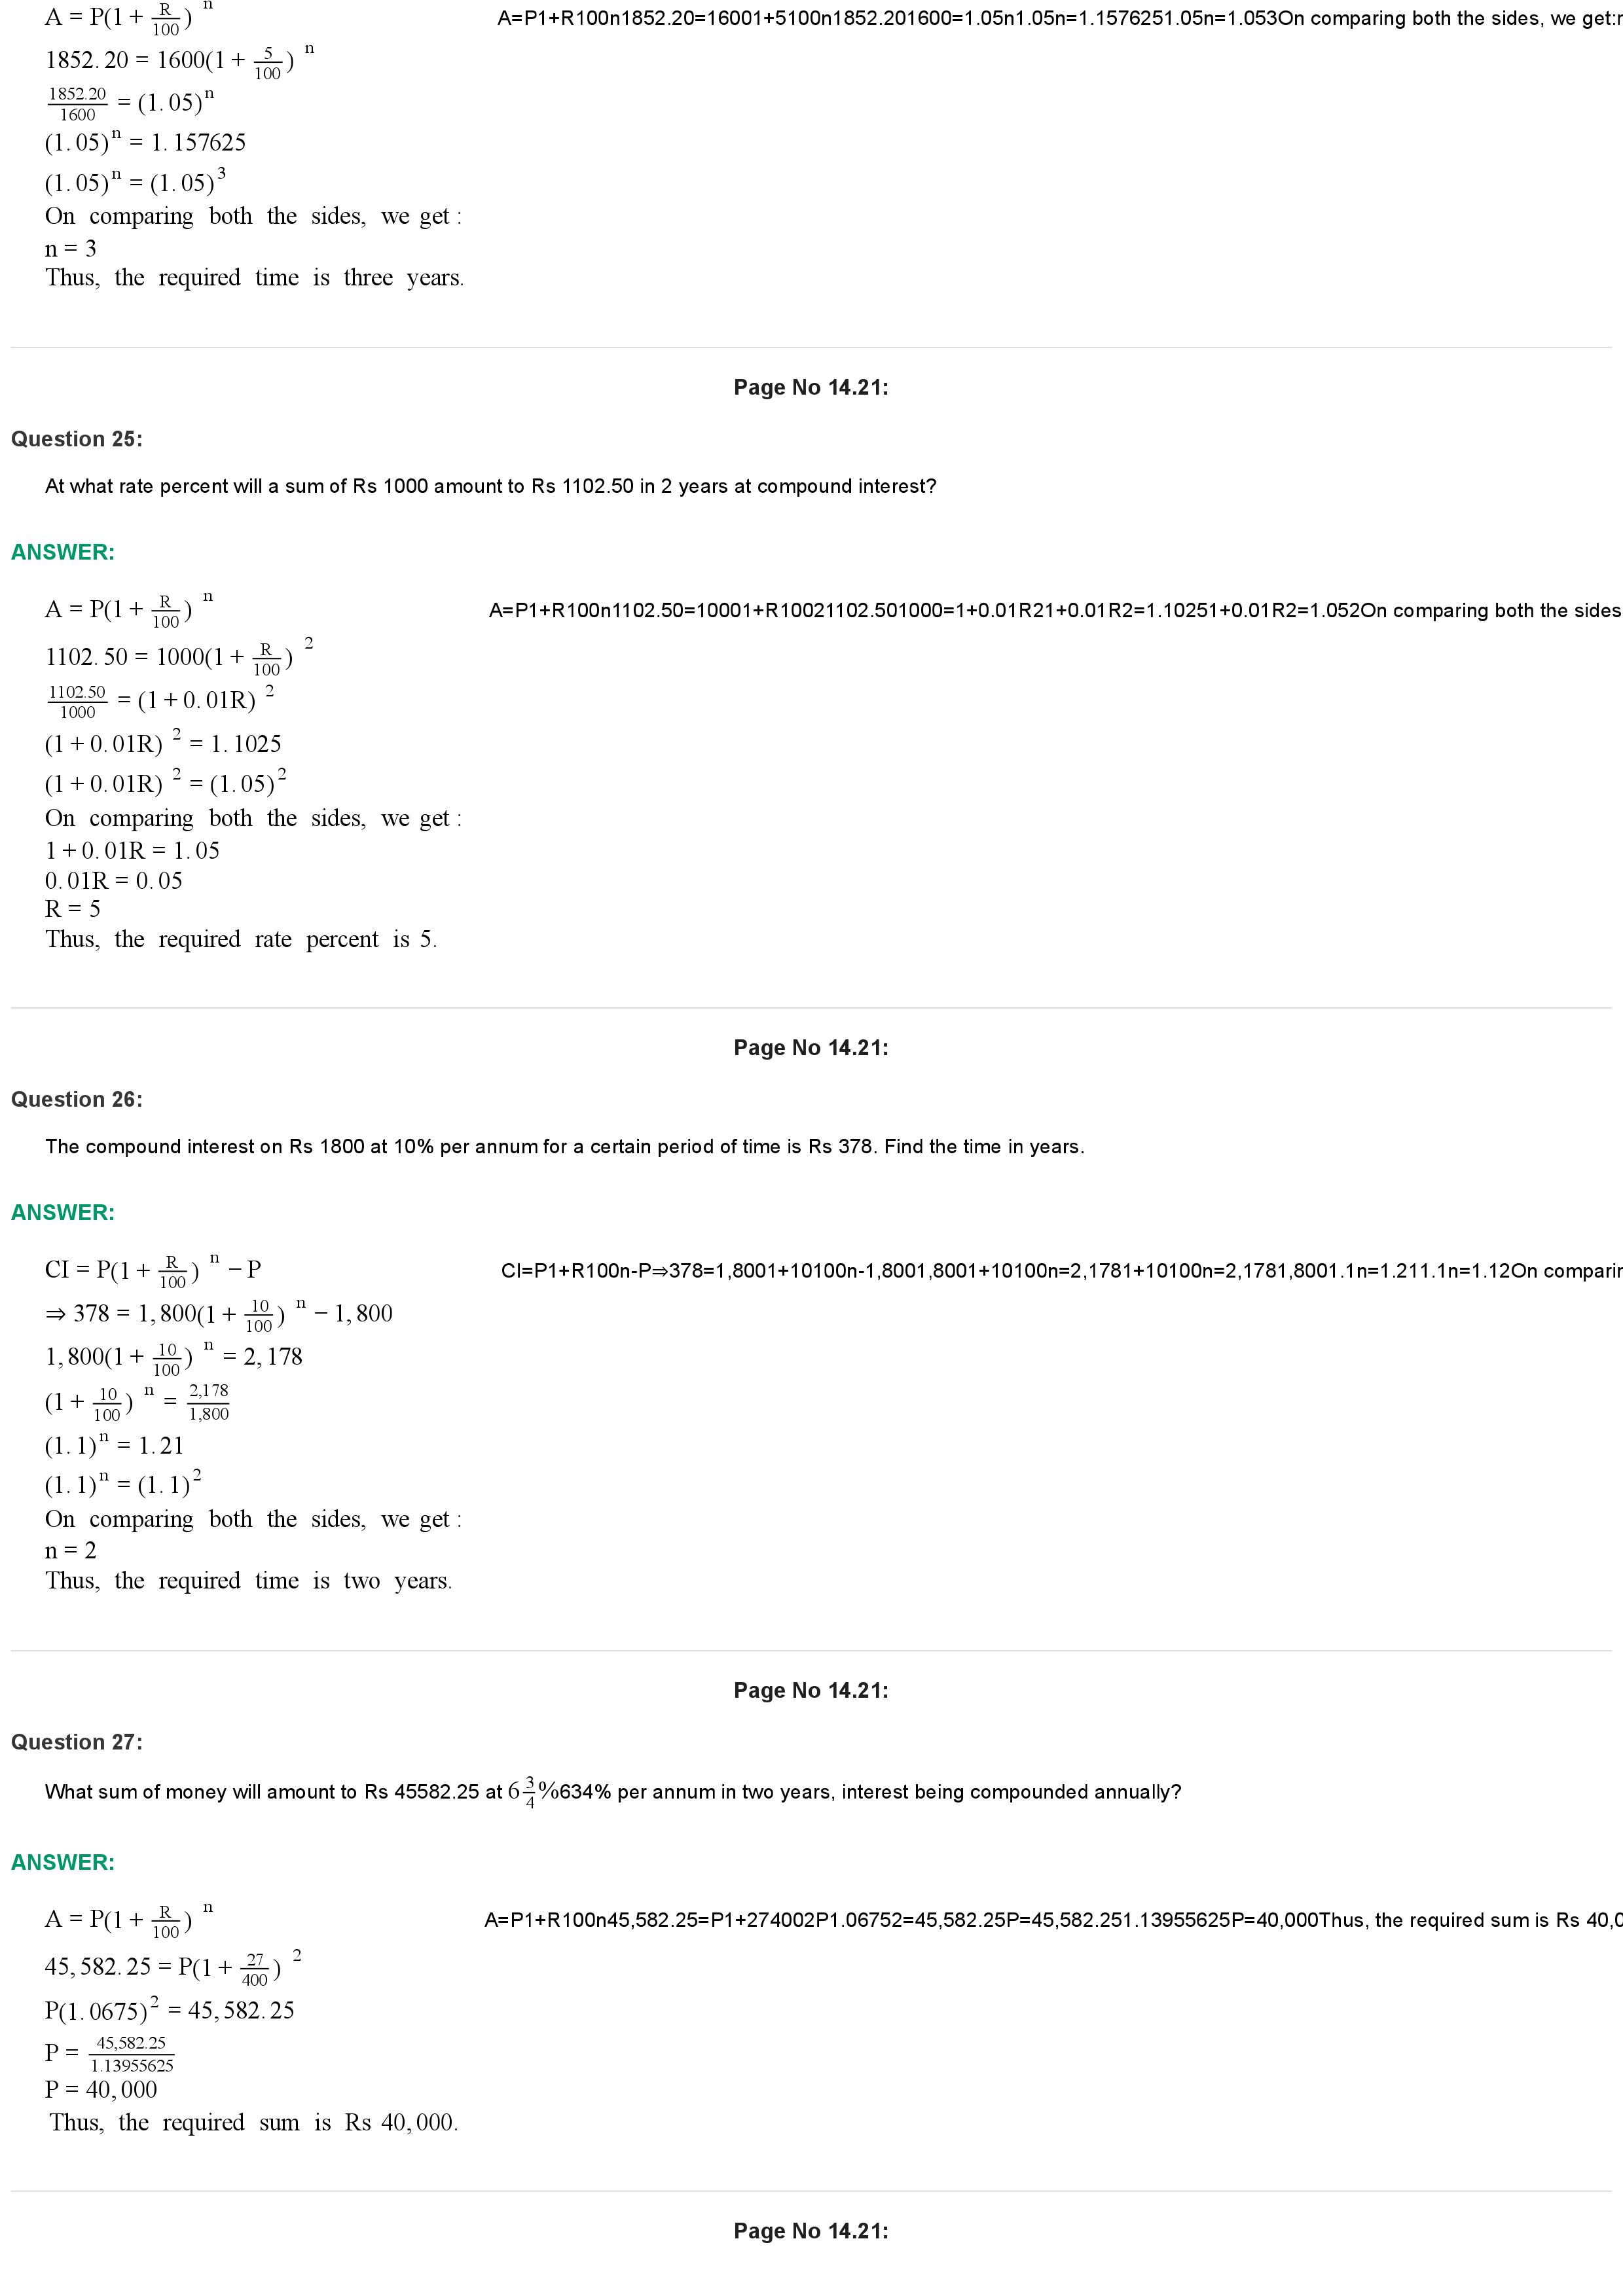 A = P(1 + R/100)^n A=P1+R100n1852.20=16001+5100n1852.201600=1.05n1.05n=1.1576251.05n=1.053On comparing both the sides, we get:n
1852. 20 = 1600(1 + 5/100)^n
1852.20/1600 = (1. 05)^n
(1. 05)^n = 1. 157625
(1. 05)^n = (1. 05)^3
On comparing both the sides, we get :
n = 3
Thus, the required time is three years.
Page No 14.21:
Question 25:
At what rate percent will a sum of Rs 1000 amount to Rs 1102.50 in 2 years at compound interest?
ANSWER:
A = P(1 + R/100)^n A=P1+R100n1102.50=10001+R10021102.501000=1+0.01R21+0.01R2=1.10251+0.01R2=1.052On comparing both the sides
1102. 50 = 1000(1 + R/100)^2
1102.50/1000 = (1 + 0. 01R)^2
(1 + 0. 01R)^2 = 1. 1025
(1 + 0. 01R)^2 = (1. 05)^2
On comparing both the sides, we get :
1 + 0. 01R = 1. 05
0. 01R = 0. 05
R = 5
Thus, the required rate percent is 5.
Page No 14.21:
Question 26:
The compound interest on Rs 1800 at 10% per annum for a certain period of time is Rs 378. Find the time in years.
ANSWER:
CI = P(1 + R/100)^n − P CI=P1+R100n-P⇒378=1,8001+10100n-1,8001,8001+10100n=2,1781+10100n=2,1781,8001.1n=1.211.1n=1.12On comparin
⇒ 378 = 1, 800(1 + 10/100)^n − 1, 800
1, 800(1 + 10/100)^n = 2, 178
(1 + 10/100)^n = 2,178/1,800
(1. 1)^n = 1. 21
(1. 1)^n = (1. 1)^2
On comparing both the sides, we get :
n = 2
Thus, the required time is two years.
Page No 14.21:
Question 27:
What sum of money will amount to Rs 45582.25 at 6 3/4 %634% per annum in two years, interest being compounded annually?
ANSWER:
A = P(1 + R/100)^n A=P1+R100n45,582.25=P1+274002P1.06752=45,582.25P=45,582.251.13955625P=40,000Thus, the required sum is Rs 40,0
45, 582. 25 = P(1 + 27/400)^2
P(1. 0675)^2 = 45, 582. 25
P = 45,582.25/1.13955625
P = 40, 000
Thus, the required sum is Rs 40, 000.
Page No 14.21: